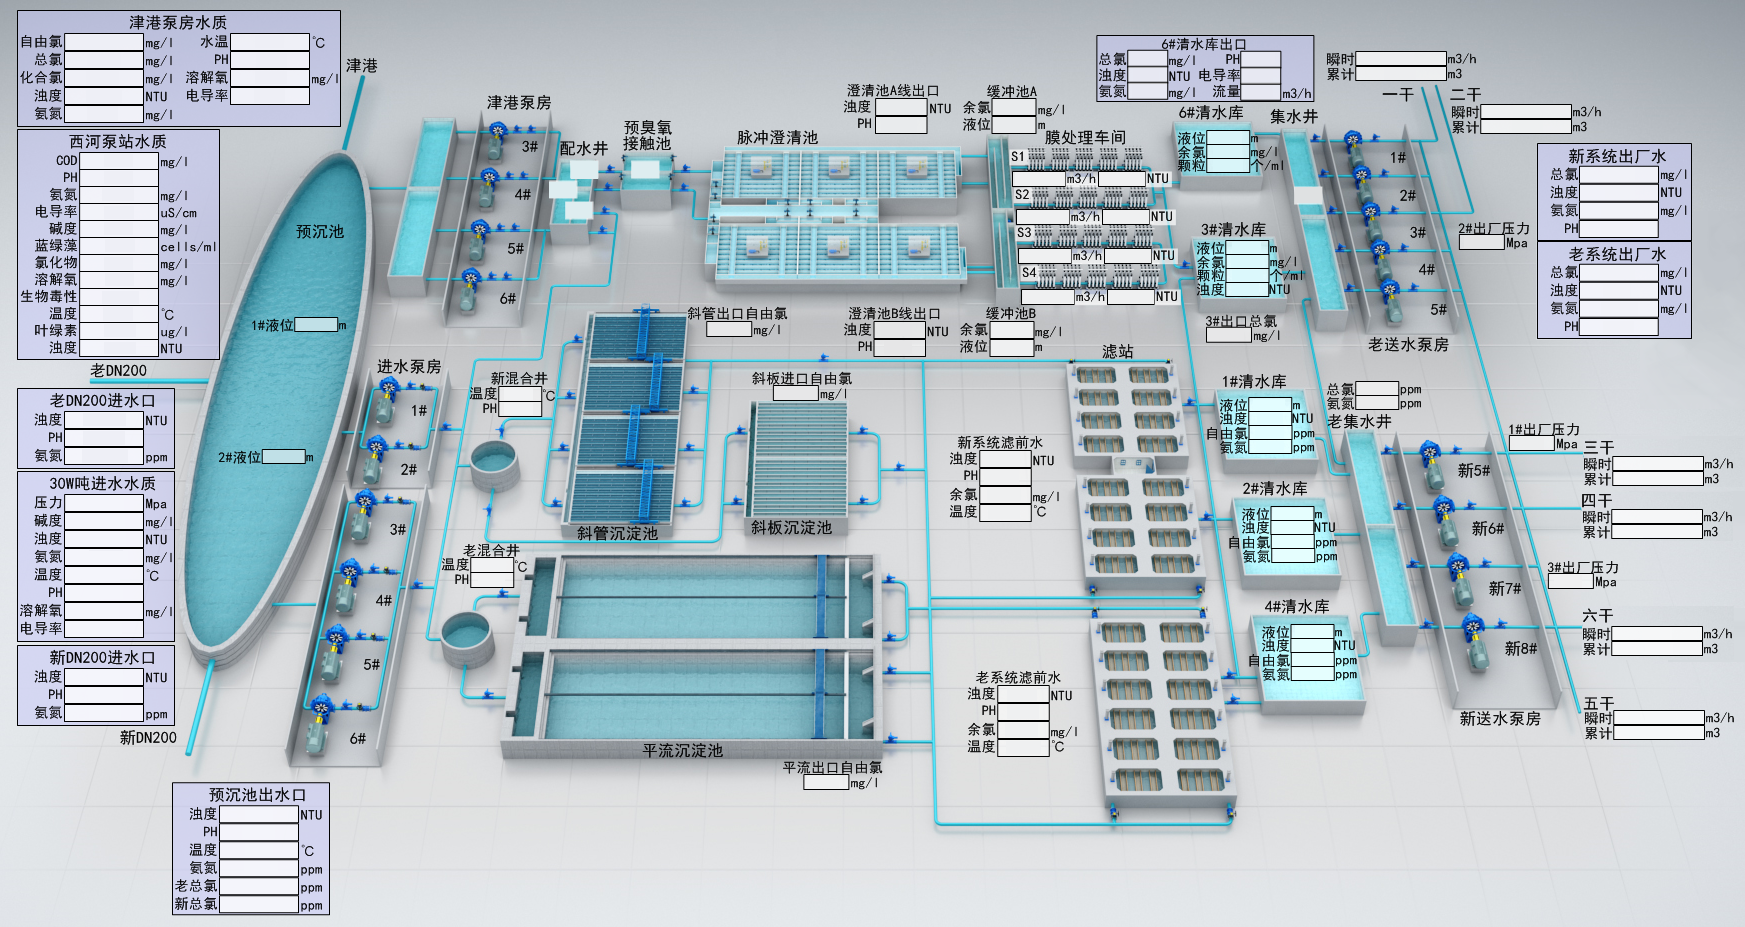 津港泵房水质
自由氯 mg/l 水温 ℃
总氯 mg/l PH
化合氯 mg/l 溶解氧 mg/l
浊度 NTU 电导率
氨氮 mg/l
西河泵站水质
COD mg/l
PH
氨氮 mg/l
电导率 uS/cm
碱度 mg/l
蓝绿藻 cells/ml
氯化物 mg/l
溶解氧 mg/l
生物毒性
温度 ℃
叶绿素 ug/l
浊度 NTU
老DN200
老DN200进水口
浊度 NTU
PH
氨氮 ppm
30W吨进水水质
压力 Mpa
碱度 mg/l
浊度 NTU
氨氮 mg/l
温度 ℃
PH
溶解氧 mg/l
电导率
新DN200进水口
浊度 NTU
PH
氨氮 ppm
新DN200
预沉池出水口
浊度 NTU
PH
温度 ℃
氨氮 ppm
老总氯 ppm
新总氯 ppm
津港
预沉池
1#液位 m
2#液位 m
津港泵房
3#
4#
5#
6#
进水泵房
1#
2#
3#
4#
5#
6#
配水井
预臭氧
接触池
脉冲澄清池
澄清池A线出口
浊度 NTU
PH
缓冲池A
余氯 mg/l
液位 m
膜处理车间
S1
m3/h NTU
S2
m3/h NTU
S3
m3/h NTU
S4
m3/h NTU
澄清池B线出口
浊度 NTU
PH
缓冲池B
余氯 mg/l
液位 m
斜管出口自由氯
mg/l
新混合井
温度 ℃
PH
斜管沉淀池
斜板进口自由氯
mg/l
斜板沉淀池
老混合井
温度 ℃
PH
平流沉淀池
平流出口自由氯
mg/l
新系统滤前水
浊度 NTU
PH
余氯 mg/l
温度 ℃
老系统滤前水
浊度 NTU
PH
余氯 mg/l
温度 ℃
滤站
6#清水库出口
总氯 mg/l PH
浊度 NTU 电导率
氨氮 mg/l 流量 m3/h
6#清水库
液位 m
余氯 mg/l
颗粒 个/ml
3#清水库
液位 m
余氯 mg/l
颗粒 个/ml
浊度 NTU
3#出口总氯
mg/l
1#清水库
液位 m
浊度 NTU
自由氯 ppm
氨氮 ppm
2#清水库
液位 m
浊度 NTU
自由氯 ppm
氨氮 ppm
4#清水库
液位 m
浊度 NTU
自由氯 ppm
氨氮 ppm
集水井
1#
2#
3#
4#
5#
老送水泵房
瞬时 m3/h
累计 m3
一干
二干
瞬时 m3/h
累计 m3
2#出厂压力
Mpa
新系统出厂水
总氯 mg/l
浊度 NTU
氨氮 mg/l
PH
老系统出厂水
总氯 mg/l
浊度 NTU
氨氮 mg/l
PH
总氯 ppm
氨氮 ppm
老集水井
新5#
新6#
新7#
新8#
新送水泵房
1#出厂压力
Mpa
三干
瞬时 m3/h
累计 m3
四干
瞬时 m3/h
累计 m3
3#出厂压力
Mpa
六干
瞬时 m3/h
累计 m3
五干
瞬时 m3/h
累计 m3